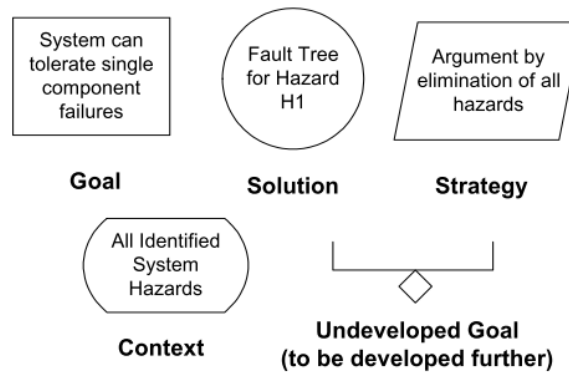 System can
tolerate single
component
failures
Goal
Fault Tree
for Hazard
H1
Solution
Argument by
elimination of all
hazards
Strategy
All Identified
System
Hazards
Context
Undeveloped Goal
(to be developed further)